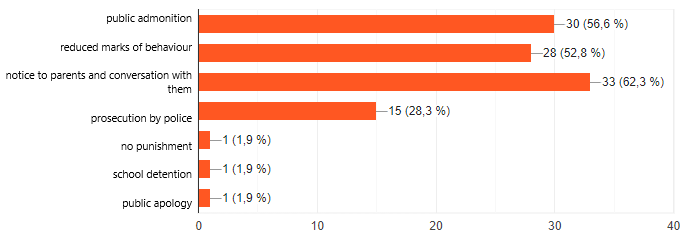 public admonition
30 (56,6 %)
reduced marks of behaviour
28 (52,8 %)
notice to parents and conversation with
them
33 (62,3 %)
prosecution by police
15 (28,3 %)
no punishment
1 (1,9 %)
school detention
1 (1,9 %)
public apology
1 (1,9 %)
0 10 20 30 40